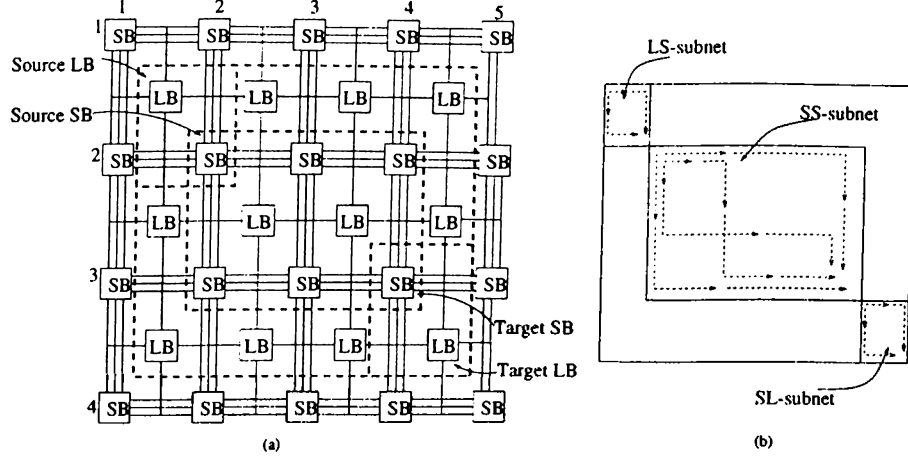 1 2 3 4 5
1 SB SB SB SB SB
Source LB
LB LB LB LB
Source SB
2 SB SB SB SB SB
LB LB LB LB
3 SB SB SB SB SB
Target SB
LB LB LB LB
Target LB
4 SB SB SB SB SB
(a)
LS-subnet
SS-subnet
SL-subnet
(b)